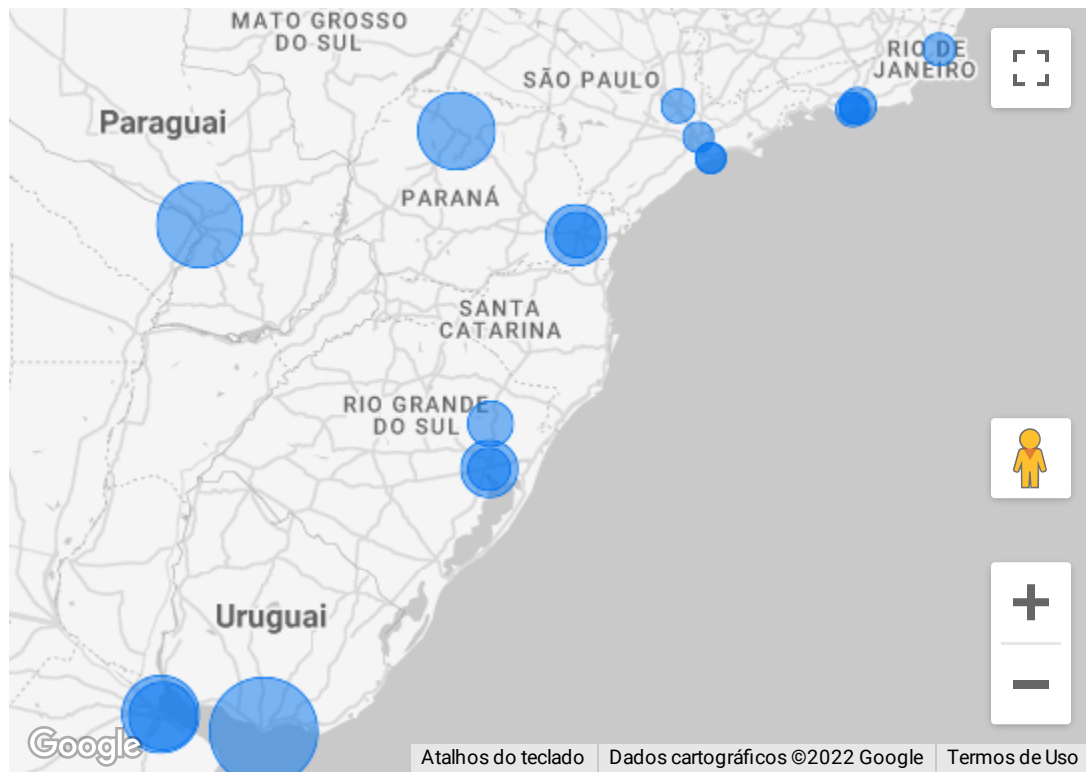 MATO GROSSO
DO SUL
RIO DE
JANEIRO
SÃO PAULO
Paraguai
PARANÁ
SANTA
CATARINA
RIO GRANDE
DO SUL
Uruguai
Google
Atalhos do teclado
Dados cartográficos ©2022 Google
Termos de Uso